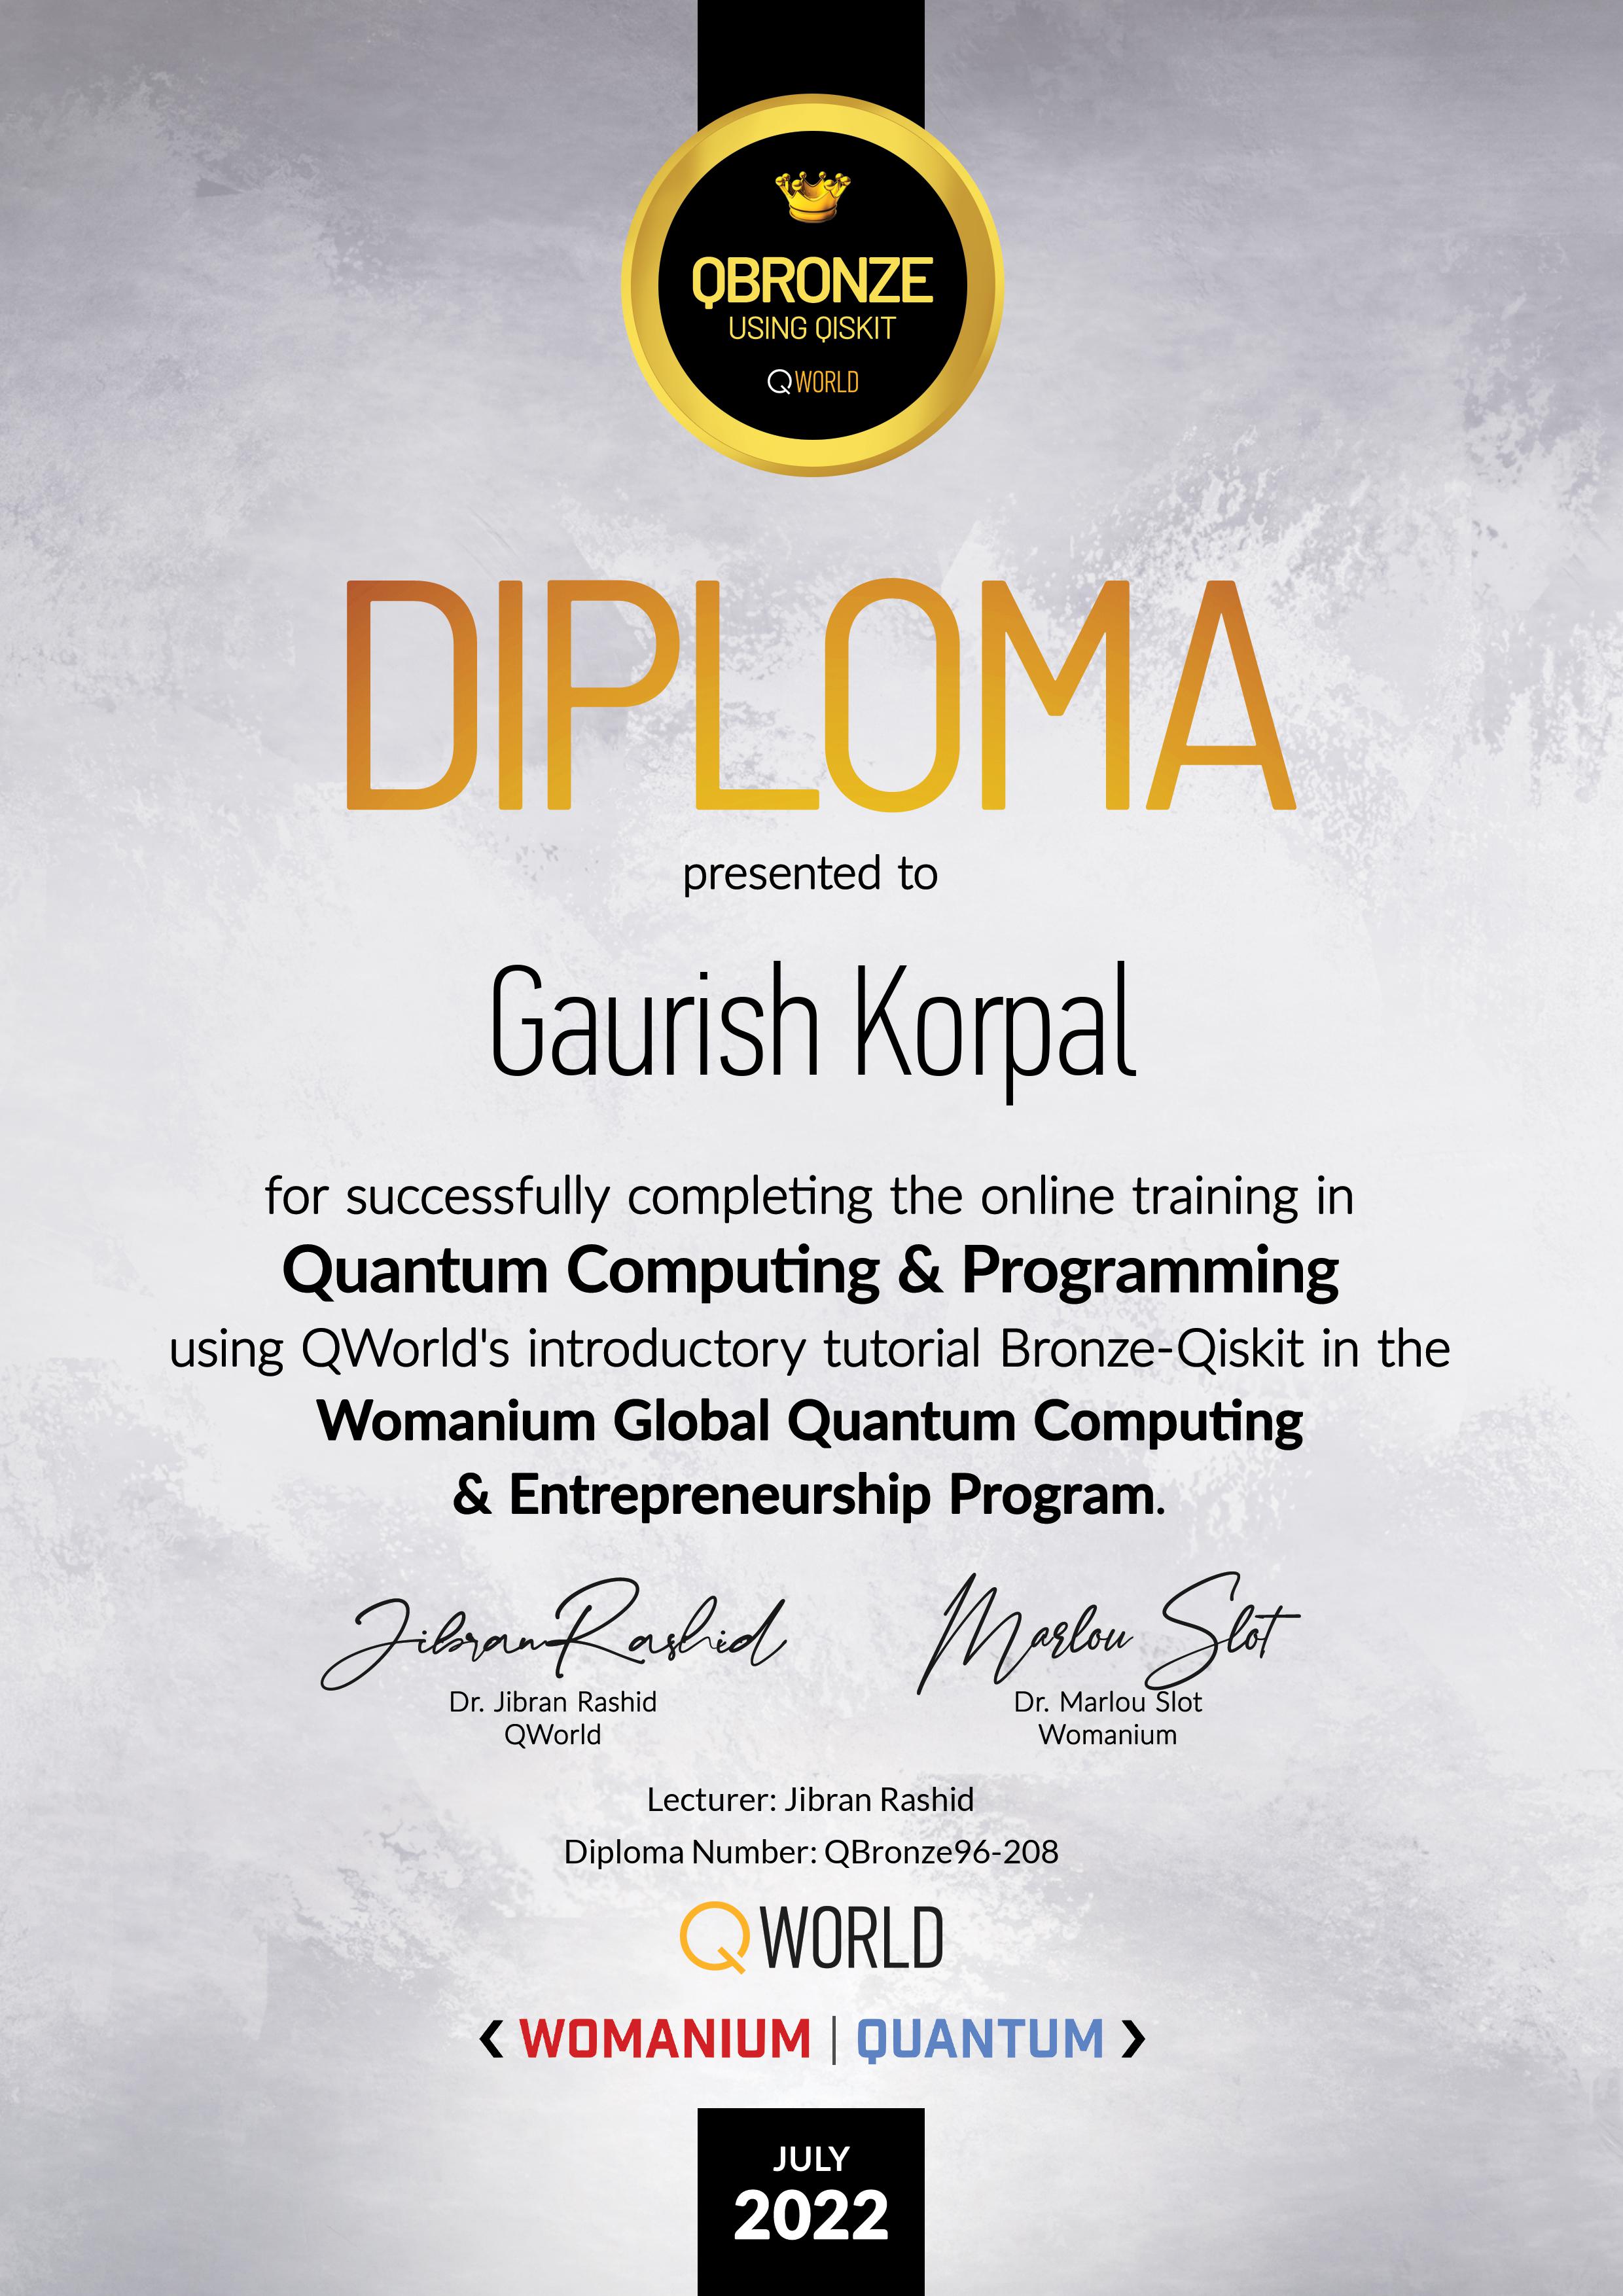 QBRONZE
USING QISKIT
QWORLD
DIPLOMA
presented to
Gaurish Korpal
for successfully completing the online training in
Quantum Computing & Programming
using QWorld's introductory tutorial Bronze-Qiskit in the
Womanium Global Quantum Computing
& Entrepreneurship Program.
Jibran Rashid Marlou Slot
Dr. Jibran Rashid Dr. Marlou Slot
QWorld Womanium
Lecturer: Jibran Rashid
Diploma Number: QBronze96-208
QWORLD
‹ WOMANIUM | QUANTUM ›
JULY
2022